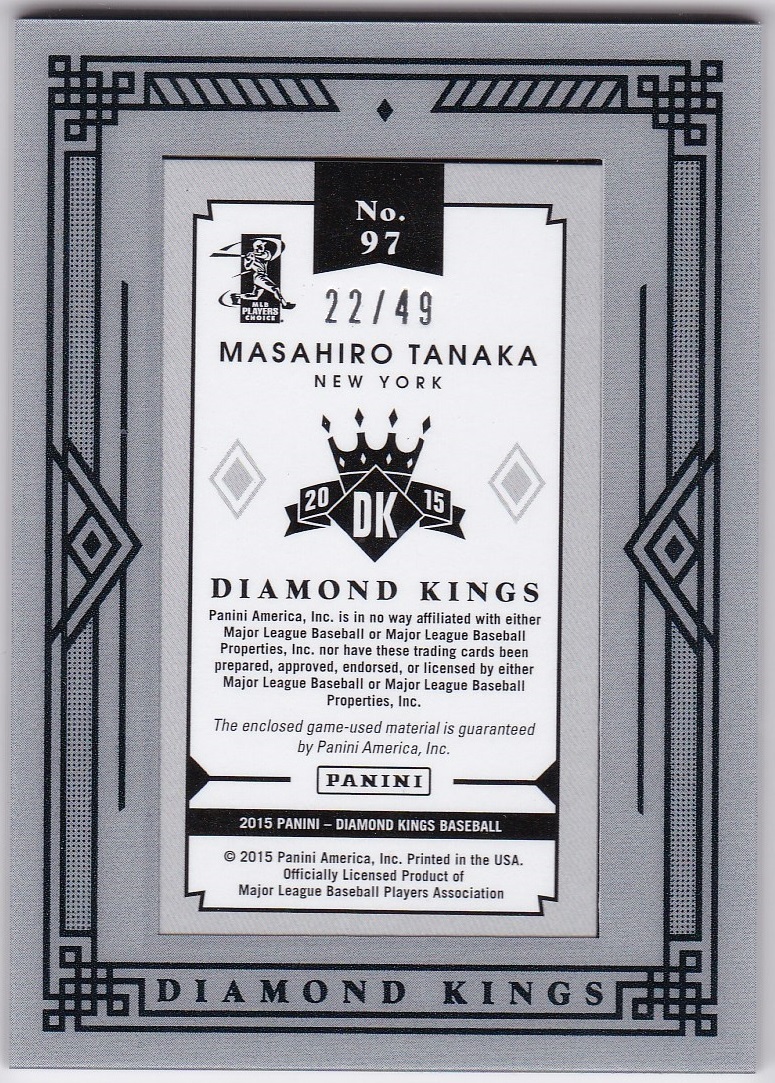 No.
97
MLB
PLAYERS
CHOICE
22/49
MASAHIRO TANAKA
NEW YORK
20 DK 15
DIAMOND KINGS
Panini America, Inc. is in no way affiliated with either
Major League Baseball or Major League Baseball
Properties, Inc. nor have these trading cards been
prepared, approved, endorsed, or licensed by either
Major League Baseball or Major League Baseball
Properties, Inc.
The enclosed game-used material is guaranteed
by Panini America, Inc.
PANINI
2015 PANINI – DIAMOND KINGS BASEBALL
© 2015 Panini America, Inc. Printed in the USA.
Officially Licensed Product of
Major League Baseball Players Association
DIAMOND KINGS